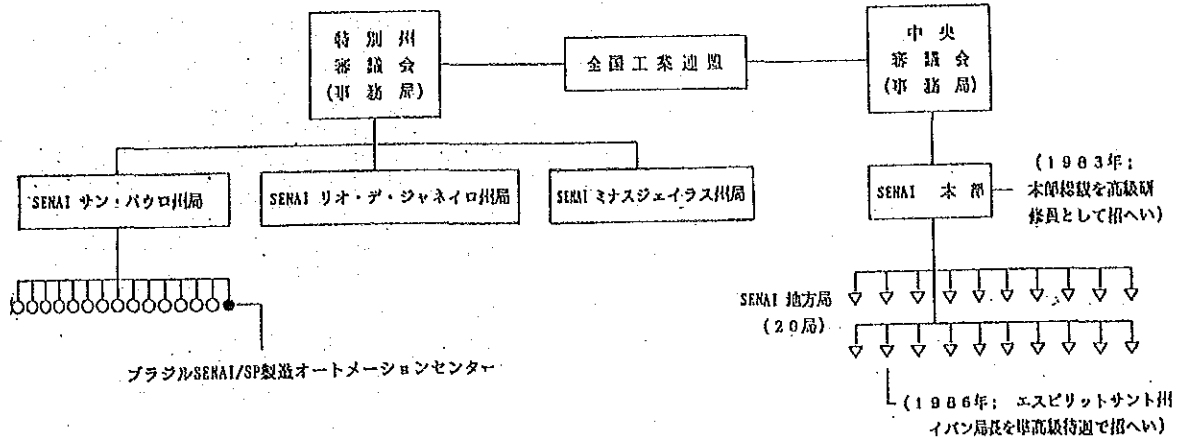 特別州
審議会
(事務局)
全国工業連盟
中央
審議会
(事務局)
SENAI サン・パウロ州局
SENAI リオ・デ・ジャネイロ州局
SENAI ミナスジェイラス州局
SENAI 本部
(1983年;
本部総裁を高級研
修員として招へい)
SENAI 地方局
(20局)
ブラジルSENAI/SP製造オートメーションセンター
(1986年; エスピリットサント州
イバン局長を準高級待遇で招へい)